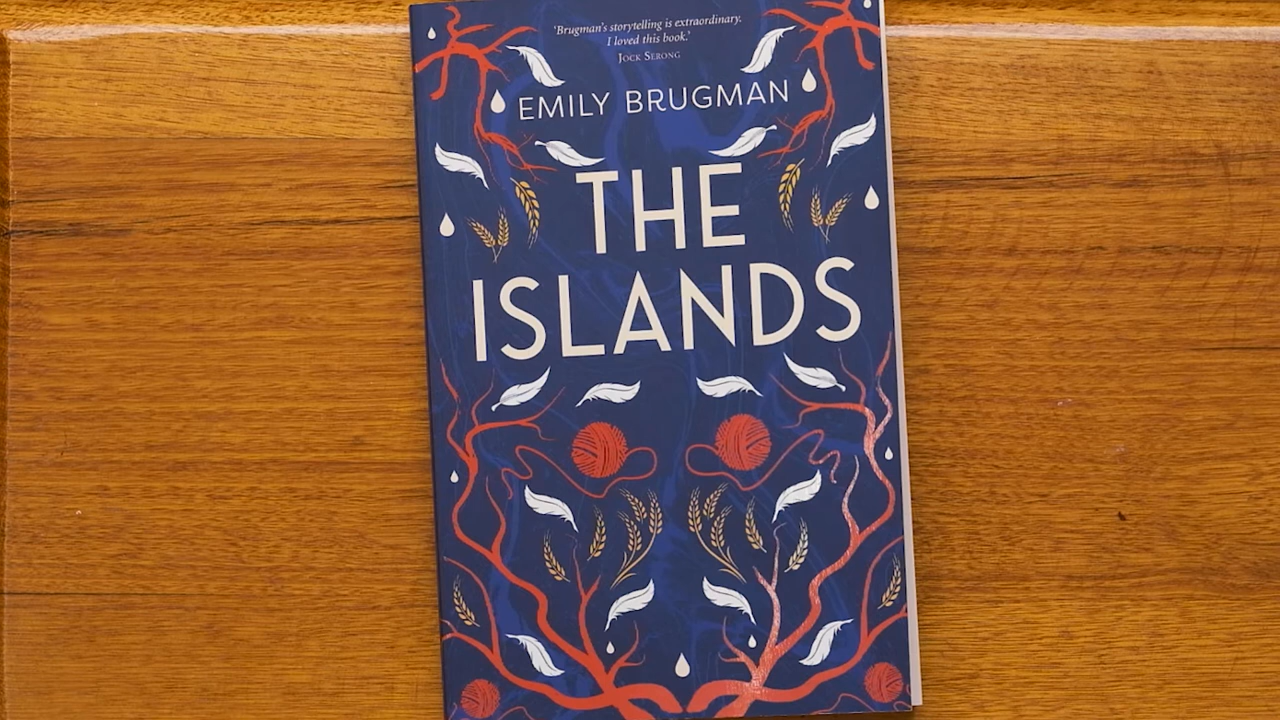 'Brugman's storytelling is extraordinary.
I loved this book.'
JOCK SERONG
EMILY BRUGMAN
THE
ISLANDS